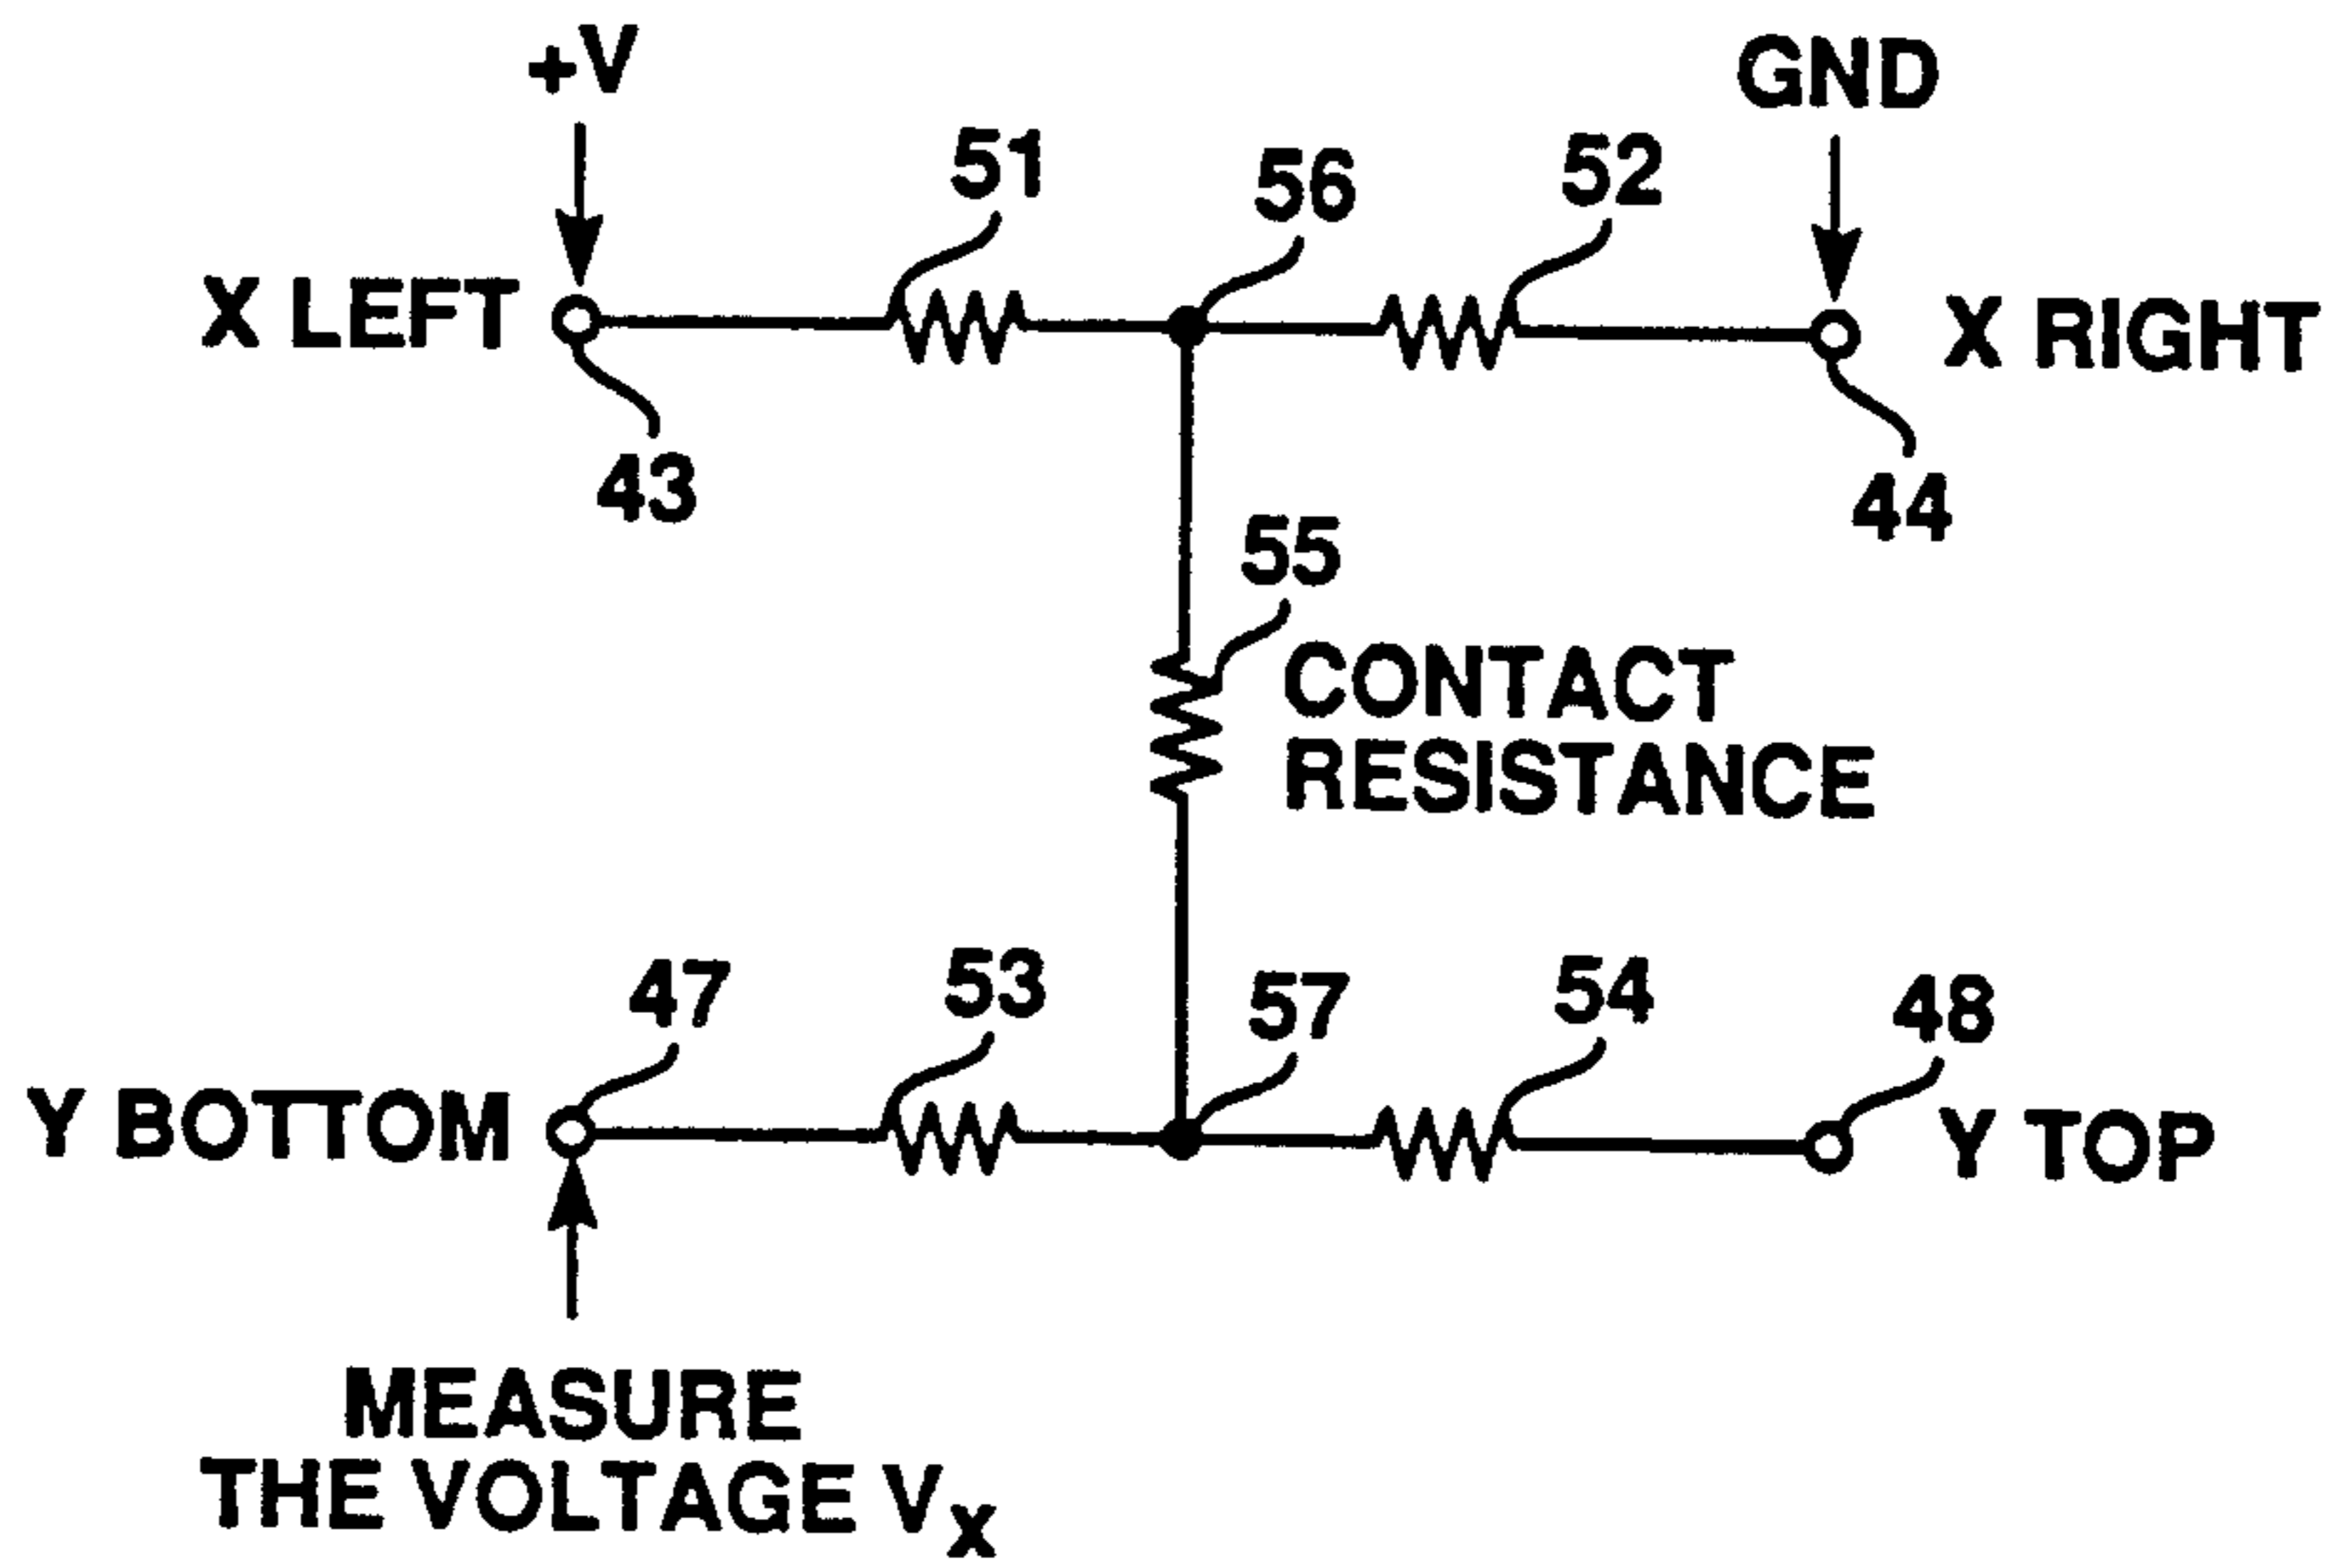 +V
GND
51
56
52
X LEFT
X RIGHT
43
44
55
CONTACT
RESISTANCE
47
53
57
54
48
Y BOTTOM
Y TOP
MEASURE
THE VOLTAGE VX